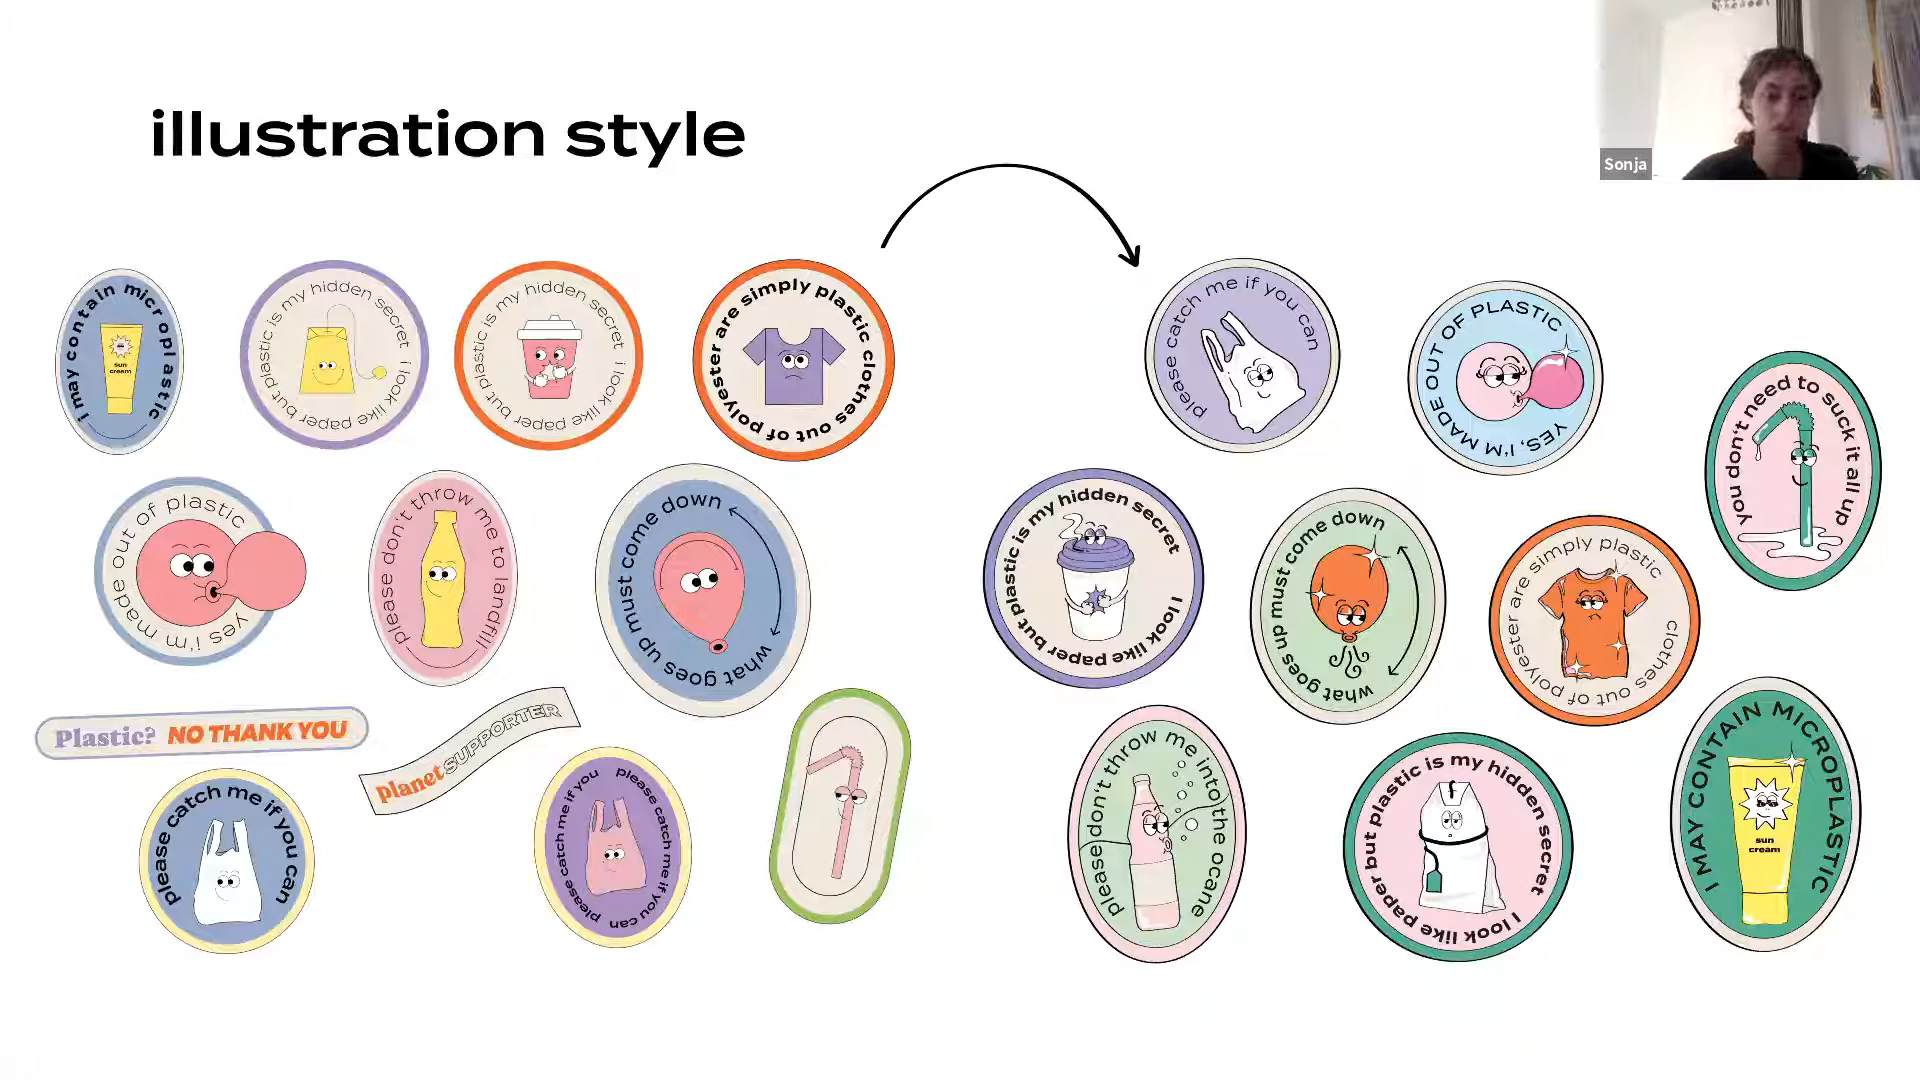 illustration style
Sonja
i may contain microplastic
sun
cream
plastic is my hidden secret i look like paper but
plastic is my hidden secret i look like paper but
polyester are simply plastic clothes out of
please catch me if you can
YES, I'M MADE OUT OF PLASTIC
you don't need to suck it all up
yes i'm made out of plastic
please don't throw me to landfill
what goes up must come down
I look like paper but plastic is my hidden secret
what goes up must come down
clothes out of polyester are simply plastic
Plastic? NO THANK YOU
planet SUPPORTER
please catch me if you can
please catch me if you can please catch me if you
please don't throw me into the ocane
I look like paper but plastic is my hidden secret
I MAY CONTAIN MICROPLASTIC
sun
cream